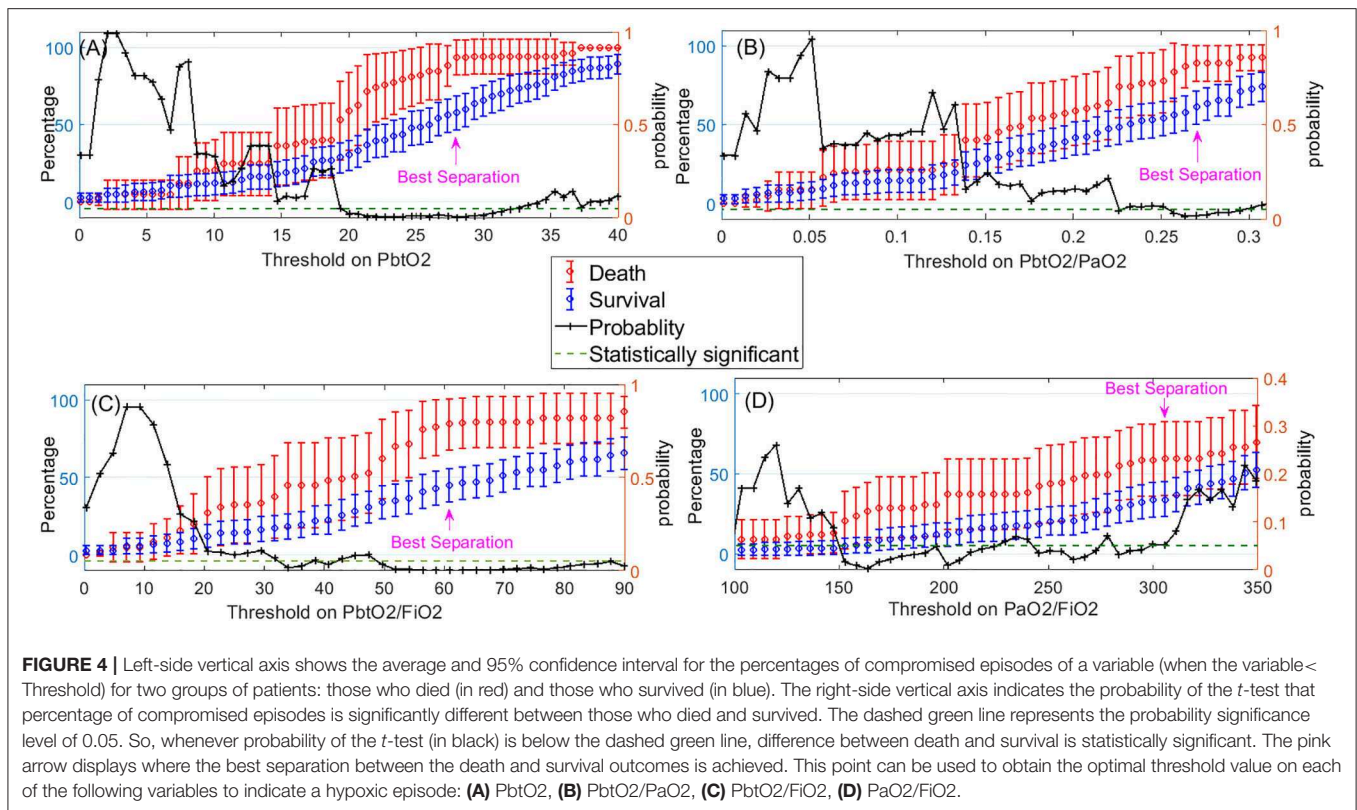 (A)
100
50
0
Percentage
1
0.5
0
probability
0 5 10 15 20 25 30 35 40
Threshold on PbtO2
Best Separation
(B)
100
50
0
Percentage
1
0.5
0
probability
0 0.05 0.1 0.15 0.2 0.25 0.3
Threshold on PbtO2/PaO2
Best Separation
Death
Survival
Probablity
Statistically significant
(C)
100
50
0
Percentage
1
0.5
0
probability
0 10 20 30 40 50 60 70 80 90
Threshold on PbtO2/FiO2
Best Separation
(D)
100
50
0
Percentage
0.4
0.3
0.2
0.1
0
probability
100 150 200 250 300 350
Threshold on PaO2/FiO2
Best Separation
FIGURE 4 | Left-side vertical axis shows the average and 95% confidence interval for the percentages of compromised episodes of a variable (when the variable<
Threshold) for two groups of patients: those who died (in red) and those who survived (in blue). The right-side vertical axis indicates the probability of the t-test that
percentage of compromised episodes is significantly different between those who died and survived. The dashed green line represents the probability significance
level of 0.05. So, whenever probability of the t-test (in black) is below the dashed green line, difference between death and survival is statistically significant. The pink
arrow displays where the best separation between the death and survival outcomes is achieved. This point can be used to obtain the optimal threshold value on each
of the following variables to indicate a hypoxic episode: (A) PbtO2, (B) PbtO2/PaO2, (C) PbtO2/FiO2, (D) PaO2/FiO2.